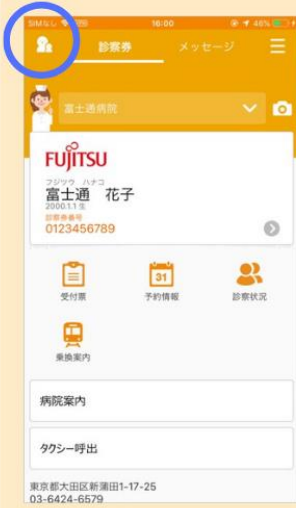 SIMなし 16:00 46%
診察券 メッセージ
富士通病院
FUJITSU
フジツウ ハナコ
富士通 花子
2000.1.1 生
診察券番号
0123456789
31
受付票 予約情報 診察状況
乗換案内
病院案内
タクシー呼出
東京都大田区新蒲田1-17-25
03-6424-6579